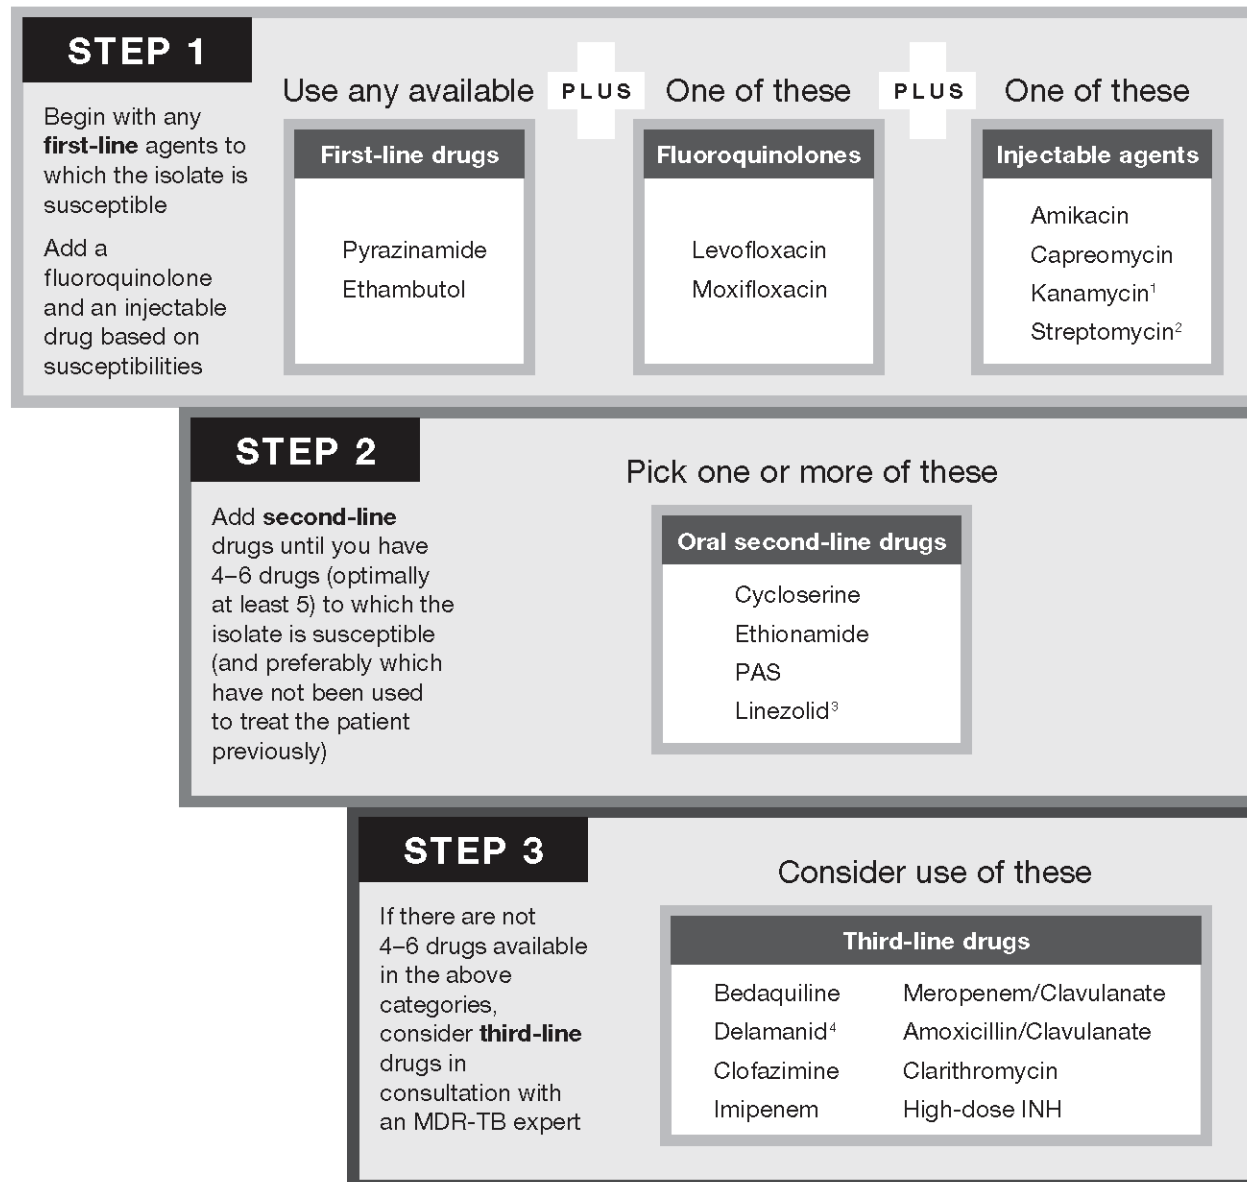 STEP 1
Begin with any
first-line agents to
which the isolate is
susceptible
Add a
fluoroquinolone
and an injectable
drug based on
susceptibilities
Use any available
PLUS
One of these
PLUS
One of these
First-line drugs
Pyrazinamide
Ethambutol
Fluoroquinolones
Levofloxacin
Moxifloxacin
Injectable agents
Amikacin
Capreomycin
Kanamycin¹
Streptomycin²
STEP 2
Add second-line
drugs until you have
4–6 drugs (optimally
at least 5) to which the
isolate is susceptible
(and preferably which
have not been used
to treat the patient
previously)
Pick one or more of these
Oral second-line drugs
Cycloserine
Ethionamide
PAS
Linezolid³
STEP 3
If there are not
4–6 drugs available
in the above
categories,
consider third-line
drugs in
consultation with
an MDR-TB expert
Consider use of these
Third-line drugs
Bedaquiline
Delamanid⁴
Clofazimine
Imipenem
Meropenem/Clavulanate
Amoxicillin/Clavulanate
Clarithromycin
High-dose INH